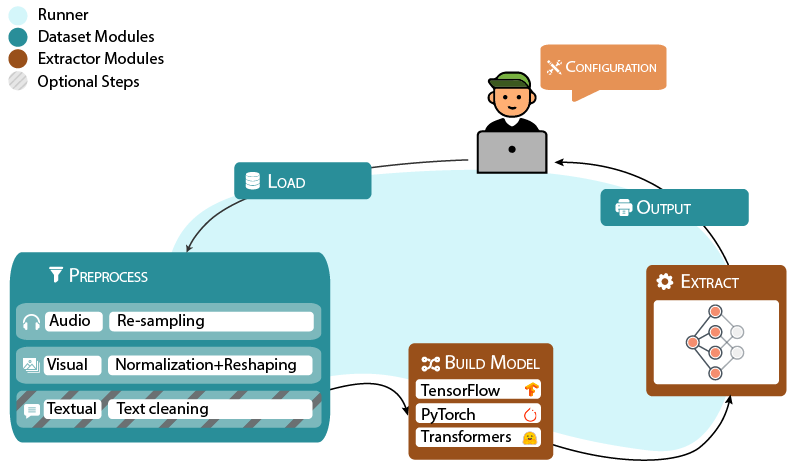 Runner
Dataset Modules
Extractor Modules
Optional Steps
CONFIGURATION
LOAD
OUTPUT
PREPROCESS
Audio Re-sampling
Visual Normalization+Reshaping
Textual Text cleaning
BUILD MODEL
TensorFlow
PyTorch
Transformers
EXTRACT